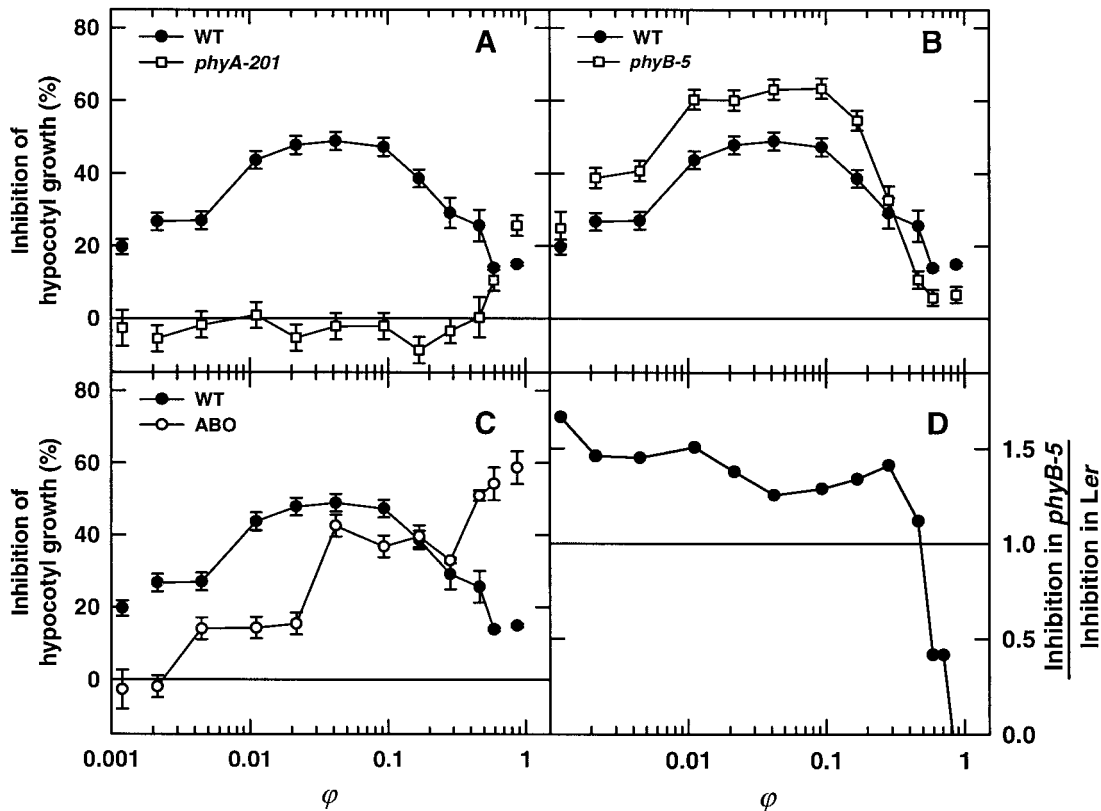 80
60
40
20
0
Inhibition of
hypocotyl growth (%)
WT
phyA-201
A
WT
phyB-5
B
80
60
40
20
0
Inhibition of
hypocotyl growth (%)
WT
ABO
C
D
1.5
1.0
0.5
0.0
Inhibition in phyB-5
Inhibition in Ler
0.001
0.01
0.1
1
0.01
0.1
1
φ
φ